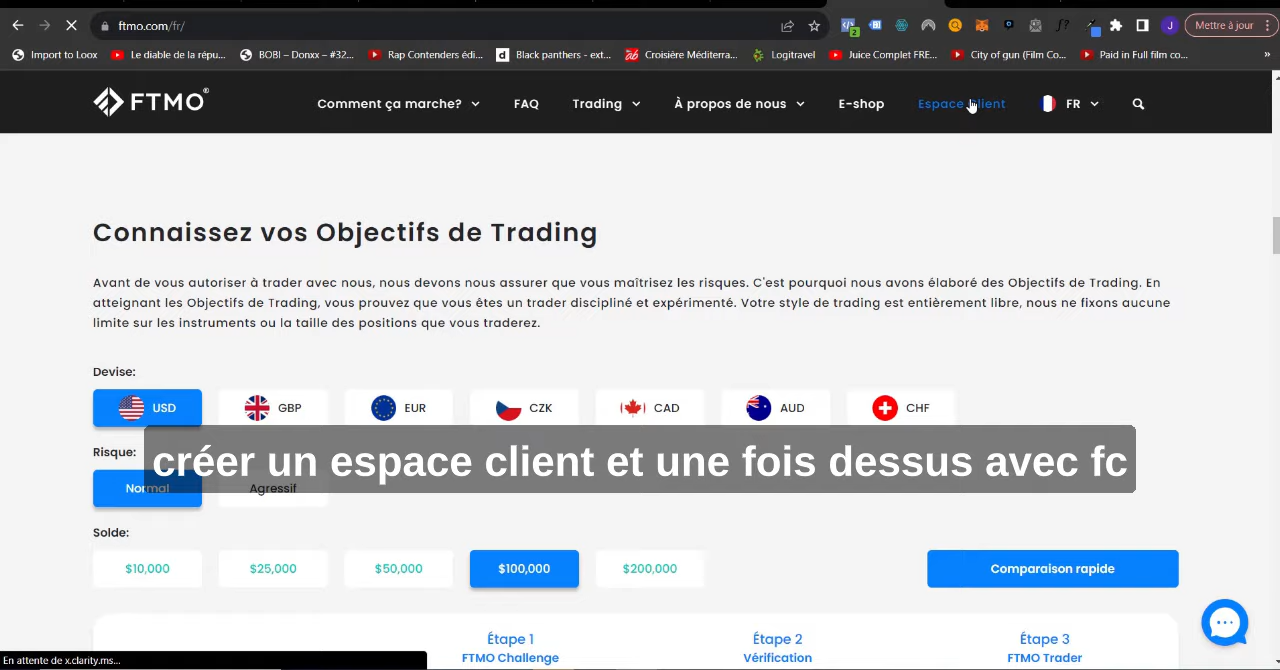 ftmo.com/fr/
Mettre à jour
Import to Loox
Le diable de la répu...
BOBI – Donxx – #32...
Rap Contenders édi...
Black panthers - ext...
Croisière Méditerra...
Logitravel
Juice Complet FRE...
City of gun (Film Co...
Paid in Full film co...
»
FTMO®
Comment ça marche?
FAQ
Trading
À propos de nous
E-shop
Espace Client
FR
Connaissez vos Objectifs de Trading
Avant de vous autoriser à trader avec nous, nous devons nous assurer que vous maîtrisez les risques. C'est pourquoi nous avons élaboré des Objectifs de Trading. En
atteignant les Objectifs de Trading, vous prouvez que vous êtes un trader discipliné et expérimenté. Votre style de trading est entièrement libre, nous ne fixons aucune
limite sur les instruments ou la taille des positions que vous traderez.
Devise:
USD
GBP
EUR
CZK
CAD
AUD
CHF
Risque:
créer un espace client et une fois dessus avec fc
Normal
Agressif
Solde:
$10,000
$25,000
$50,000
$100,000
$200,000
Comparaison rapide
Étape 1
FTMO Challenge
Étape 2
Vérification
Étape 3
FTMO Trader
En attente de x.clarity.ms...